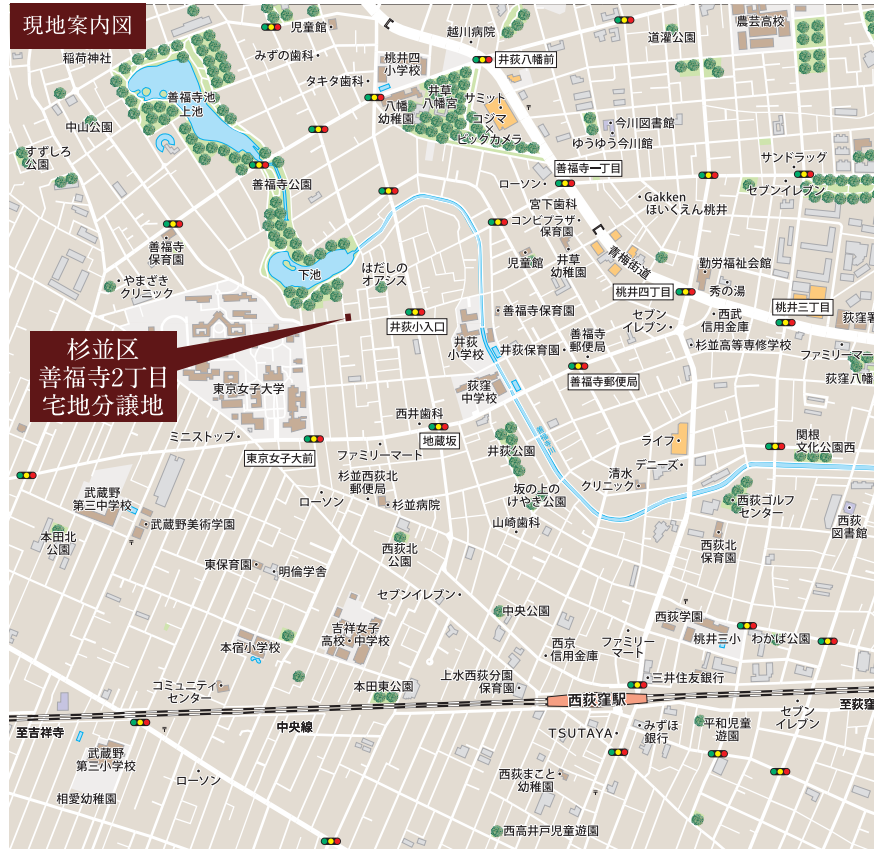 現地案内図
児童館
越川病院
道灌公園
農芸高校
稲荷神社
みずの歯科
桃井四
小学校
井荻八幡前
タキタ歯科
善福寺池
上池
八幡
幼稚園
井草
八幡宮
サミット
コジマ
×
ビックカメラ
今川図書館
ゆうゆう今川館
中山公園
すずしろ
公園
善福寺公園
善福寺一丁目
サンドラッグ
セブンイレブン
ローソン
Gakken
ほいくえん桃井
宮下歯科
コンビプラザ
保育園
善福寺
保育園
下池
はだしの
オアシス
児童館
井草
幼稚園
青梅街道
勤労福祉会館
やまざき
クリニック
桃井四丁目
秀の湯
桃井三丁目
井荻小入口
善福寺保育園
セブン
イレブン
西武
信用金庫
荻窪署
杉並区
善福寺2丁目
宅地分譲地
井荻
小学校
井荻保育園
善福寺
郵便局
杉並高等専修学校
ファミリーマー
荻窪八幡
東京女子大学
荻窪
中学校
善福寺郵便局
西井歯科
地蔵坂
ミニストップ
東京女子大前
ファミリーマート
井荻公園
善福寺川
ライフ
デニーズ
関根
文化公園西
杉並西荻北
郵便局
清水
クリニック
武蔵野
第三中学校
ローソン
杉並病院
坂の上の
けやき公園
西荻ゴルフ
センター
武蔵野美術学園
山崎歯科
西荻
図書館
本田北
公園
西荻北
公園
西荻北
保育園
東保育園
明倫学舎
セブンイレブン
中央公園
西荻学園
吉祥女子
高校・中学校
桃井三小
わかば公園
本宿小学校
西京
信用金庫
ファミリー
マート
コミュニティ
センター
本田東公園
上水西荻分園
保育園
三井住友銀行
西荻窪駅
至荻窪
至吉祥寺
中央線
TSUTAYA
みずほ
銀行
平和児童
遊園
セブン
イレブン
武蔵野
第三小学校
ローソン
西荻まこと
幼稚園
相愛幼稚園
西高井戸児童遊園